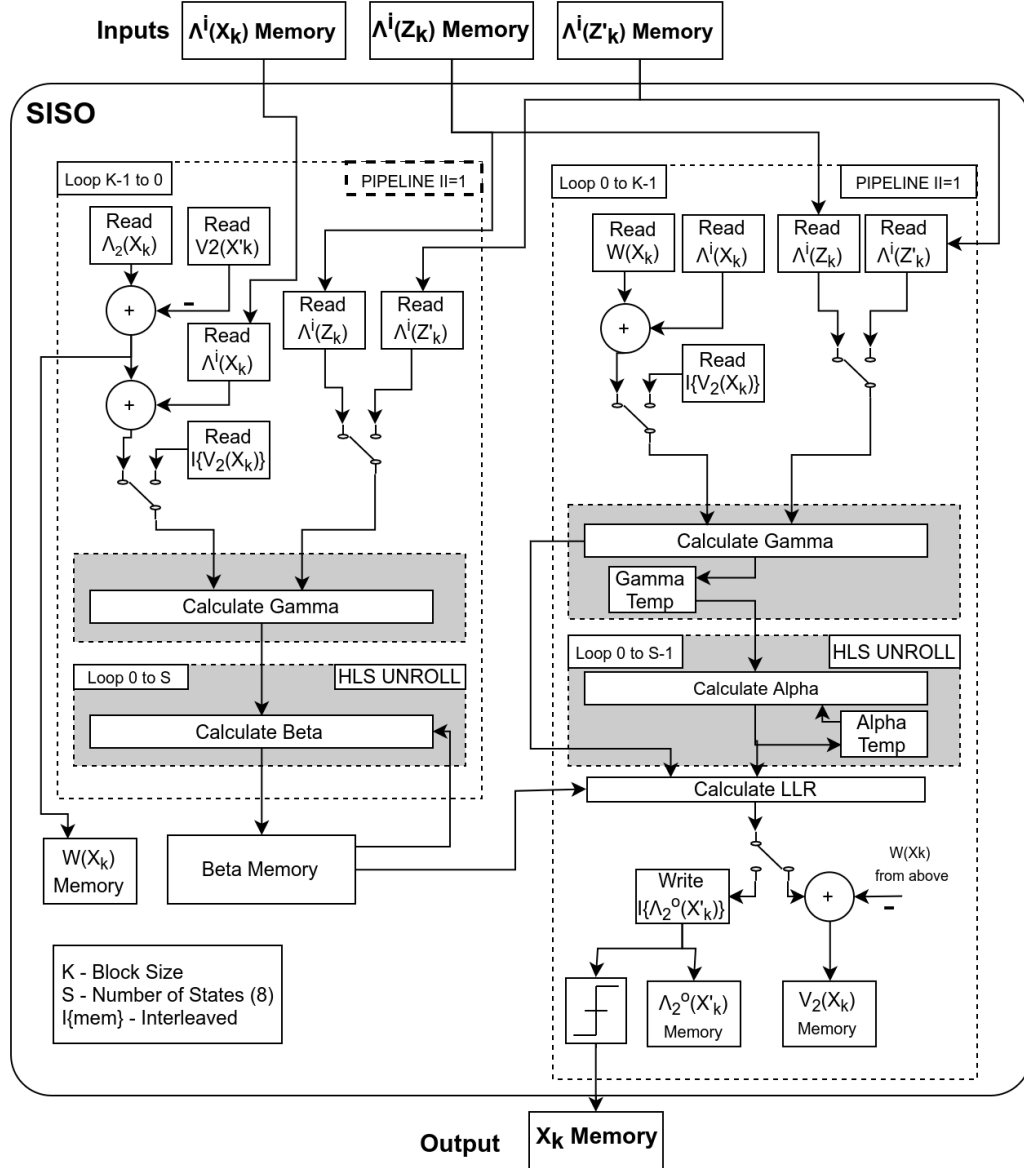 Inputs
Λⁱ(Xₖ) Memory
Λⁱ(Zₖ) Memory
Λⁱ(Z'ₖ) Memory
SISO
Loop K-1 to 0
PIPELINE II=1
Read
Λ₂(Xₖ)
Read
V2(X'k)
+
-
Read
Λⁱ(Xₖ)
Read
Λⁱ(Zₖ)
Read
Λⁱ(Z'ₖ)
+
Read
I{V₂(Xₖ)}
Calculate Gamma
Loop 0 to S
HLS UNROLL
Calculate Beta
W(Xₖ)
Memory
Beta Memory
K - Block Size
S - Number of States (8)
I{mem} - Interleaved
Loop 0 to K-1
PIPELINE II=1
Read
W(Xₖ)
Read
Λⁱ(Xₖ)
Read
Λⁱ(Zₖ)
Read
Λⁱ(Z'ₖ)
+
Read
I{V₂(Xₖ)}
Calculate Gamma
Gamma
Temp
Loop 0 to S-1
HLS UNROLL
Calculate Alpha
Alpha
Temp
Calculate LLR
W(Xk)
from above
Write
I{Λ₂ᵒ(X'ₖ)}
+
-
Λ₂ᵒ(X'ₖ)
Memory
V₂(Xₖ)
Memory
Output
Xₖ Memory